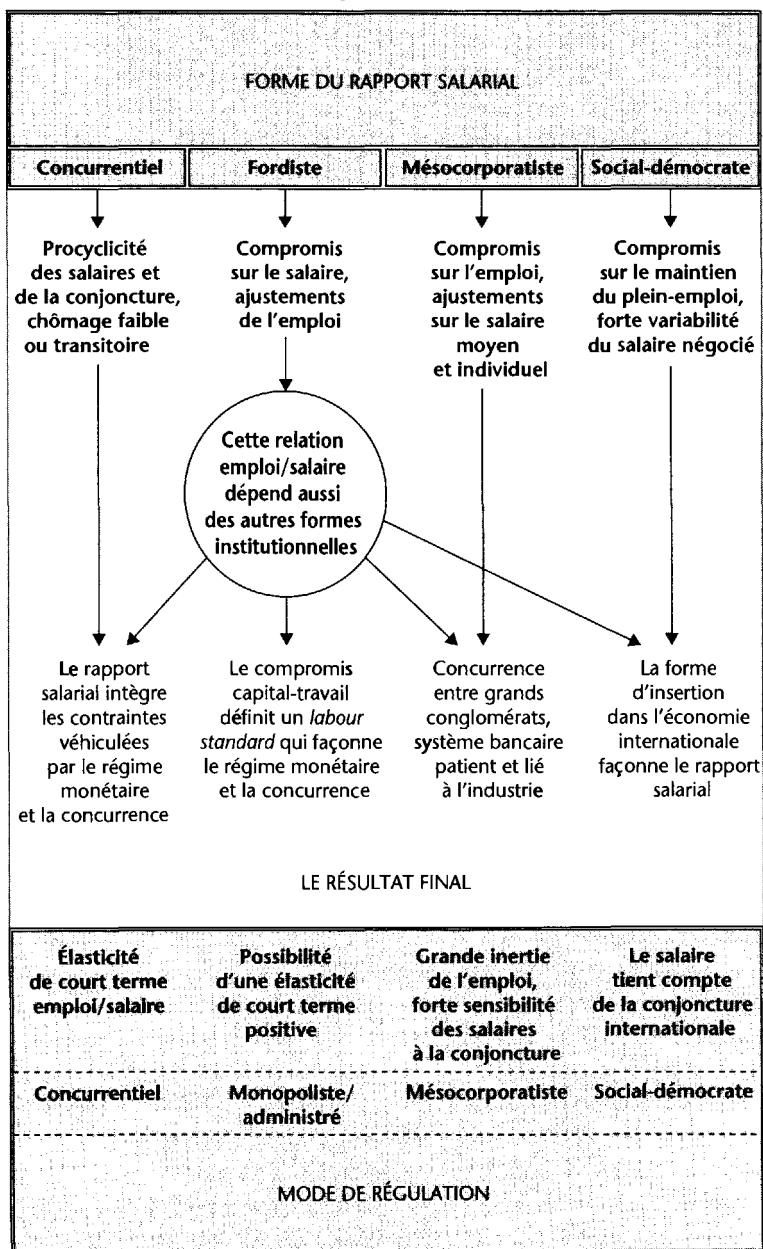 FORME DU RAPPORT SALARIAL
Concurrentiel
Fordiste
Mésocorporatiste
Social-démocrate
Procyclicité
des salaires et
de la conjoncture,
chômage faible
ou transitoire
Compromis
sur le salaire,
ajustements
de l'emploi
Compromis
sur l'emploi,
ajustements
sur le salaire
moyen
et individuel
Compromis
sur le maintien
du plein-emploi,
forte variabilité
du salaire négocié
Cette relation
emploi/salaire
dépend aussi
des autres formes
institutionnelles
Le rapport
salarial intègre
les contraintes
véhiculées
par le régime
monétaire
et la concurrence
Le compromis
capital-travail
définit un labour
standard qui façonne
le régime monétaire
et la concurrence
Concurrence
entre grands
conglomérats,
système bancaire
patient et lié
à l'industrie
La forme
d'insertion
dans l'économie
internationale
façonne le rapport
salarial
LE RÉSULTAT FINAL
Élasticité
de court terme
emploi/salaire
Possibilité
d'une élasticité
de court terme
positive
Grande inertie
de l'emploi,
forte sensibilité
des salaires
à la conjoncture
Le salaire
tient compte
de la conjoncture
internationale
Concurrentiel
Monopoliste/
administré
Mésocorporatiste
Social-démocrate
MODE DE RÉGULATION